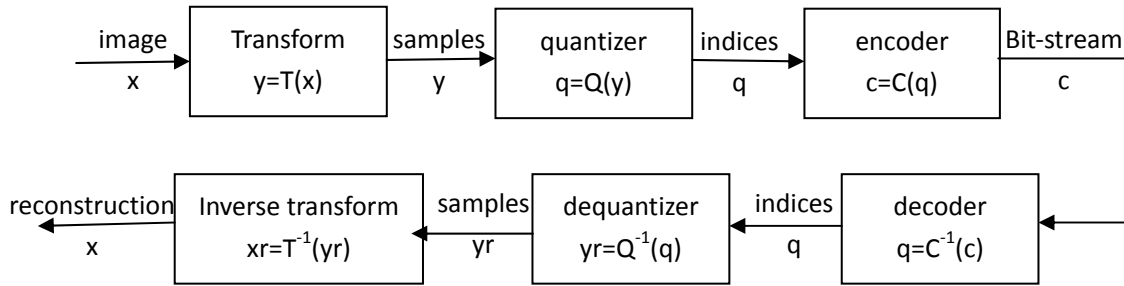 image
x
Transform
y=T(x)
samples
y
quantizer
q=Q(y)
indices
q
encoder
c=C(q)
Bit-stream
c
reconstruction
x
Inverse transform
xr=T⁻¹(yr)
samples
yr
dequantizer
yr=Q⁻¹(q)
indices
q
decoder
q=C⁻¹(c)